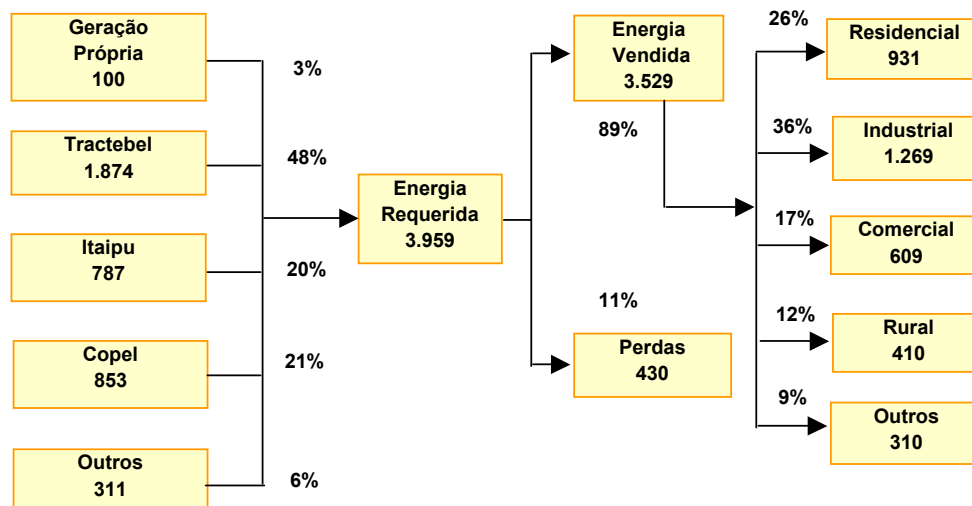 Geração
Própria
100
3%
Tractebel
1.874
48%
Itaipu
787
20%
Copel
853
21%
Outros
311
6%
Energia
Requerida
3.959
Energia
Vendida
3.529
89%
11%
Perdas
430
26%
Residencial
931
36%
Industrial
1.269
17%
Comercial
609
12%
Rural
410
9%
Outros
310